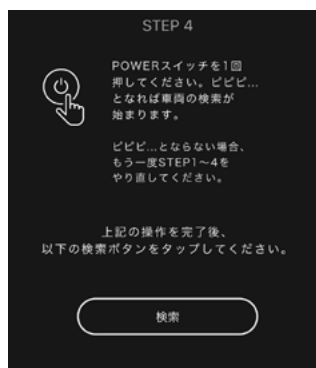 STEP 4
POWERスイッチを1回
押してください。ピピピ...
となれば車両の検索が
始まります。
ピピピ...とならない場合、
もう一度STEP1〜4を
やり直してください。
上記の操作を完了後、
以下の検索ボタンをタップしてください。
検索